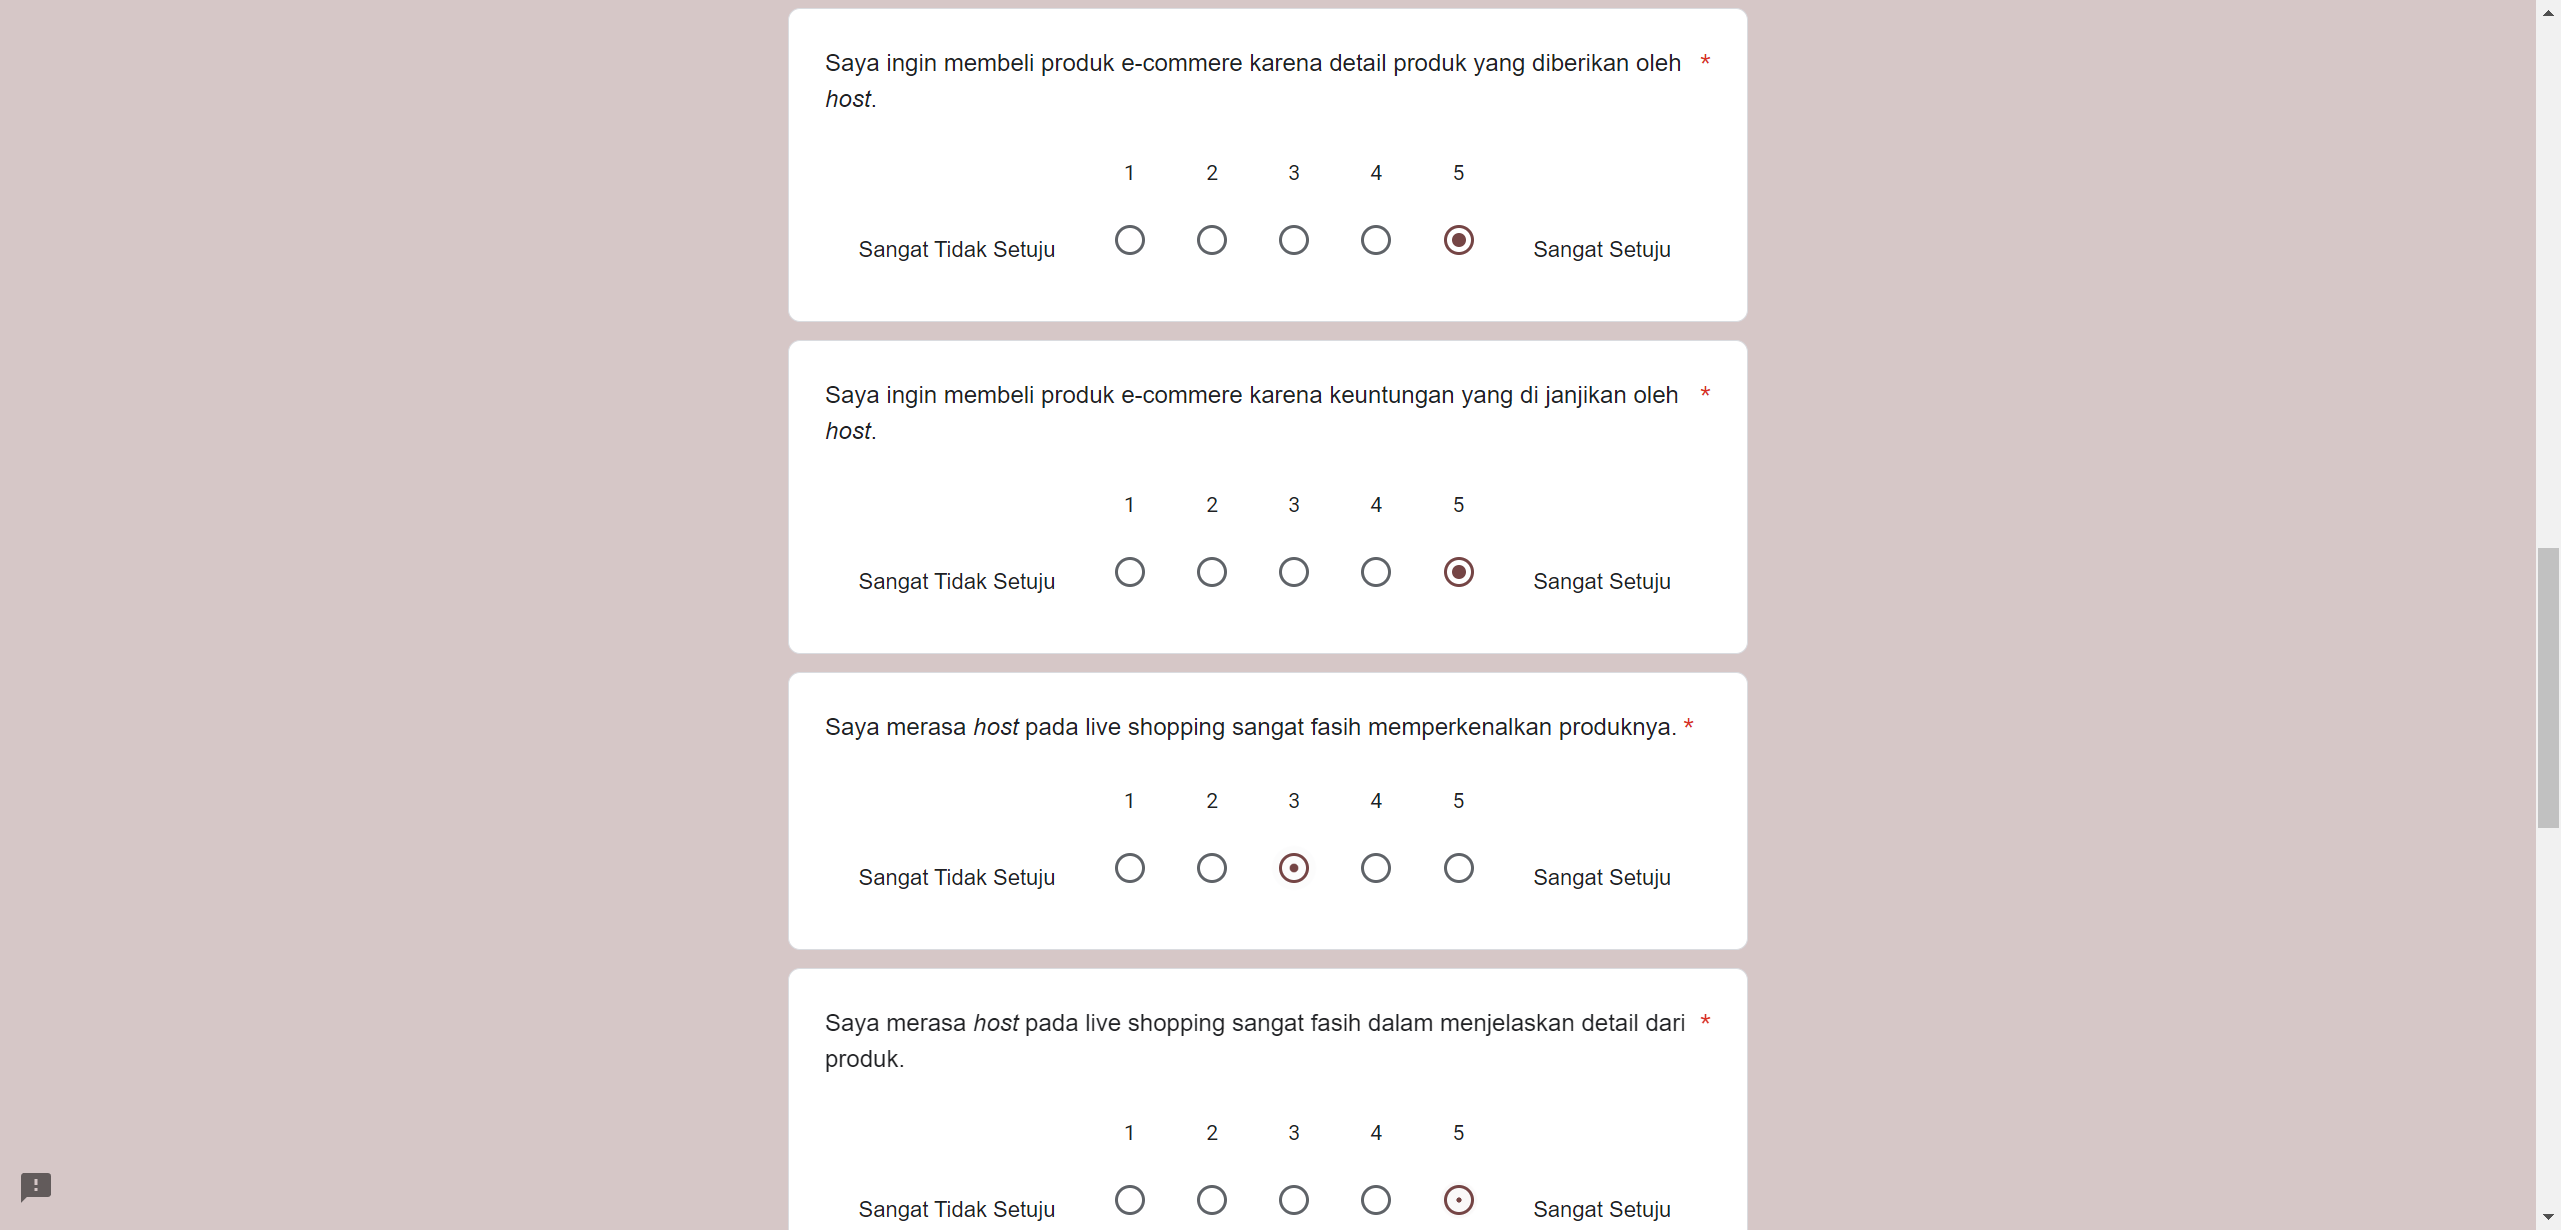 Saya ingin membeli produk e-commere karena detail produk yang diberikan oleh *
host.
1 2 3 4 5
Sangat Tidak Setuju Sangat Setuju
Saya ingin membeli produk e-commere karena keuntungan yang di janjikan oleh *
host.
1 2 3 4 5
Sangat Tidak Setuju Sangat Setuju
Saya merasa host pada live shopping sangat fasih memperkenalkan produknya. *
1 2 3 4 5
Sangat Tidak Setuju Sangat Setuju
Saya merasa host pada live shopping sangat fasih dalam menjelaskan detail dari *
produk.
1 2 3 4 5
Sangat Tidak Setuju Sangat Setuju